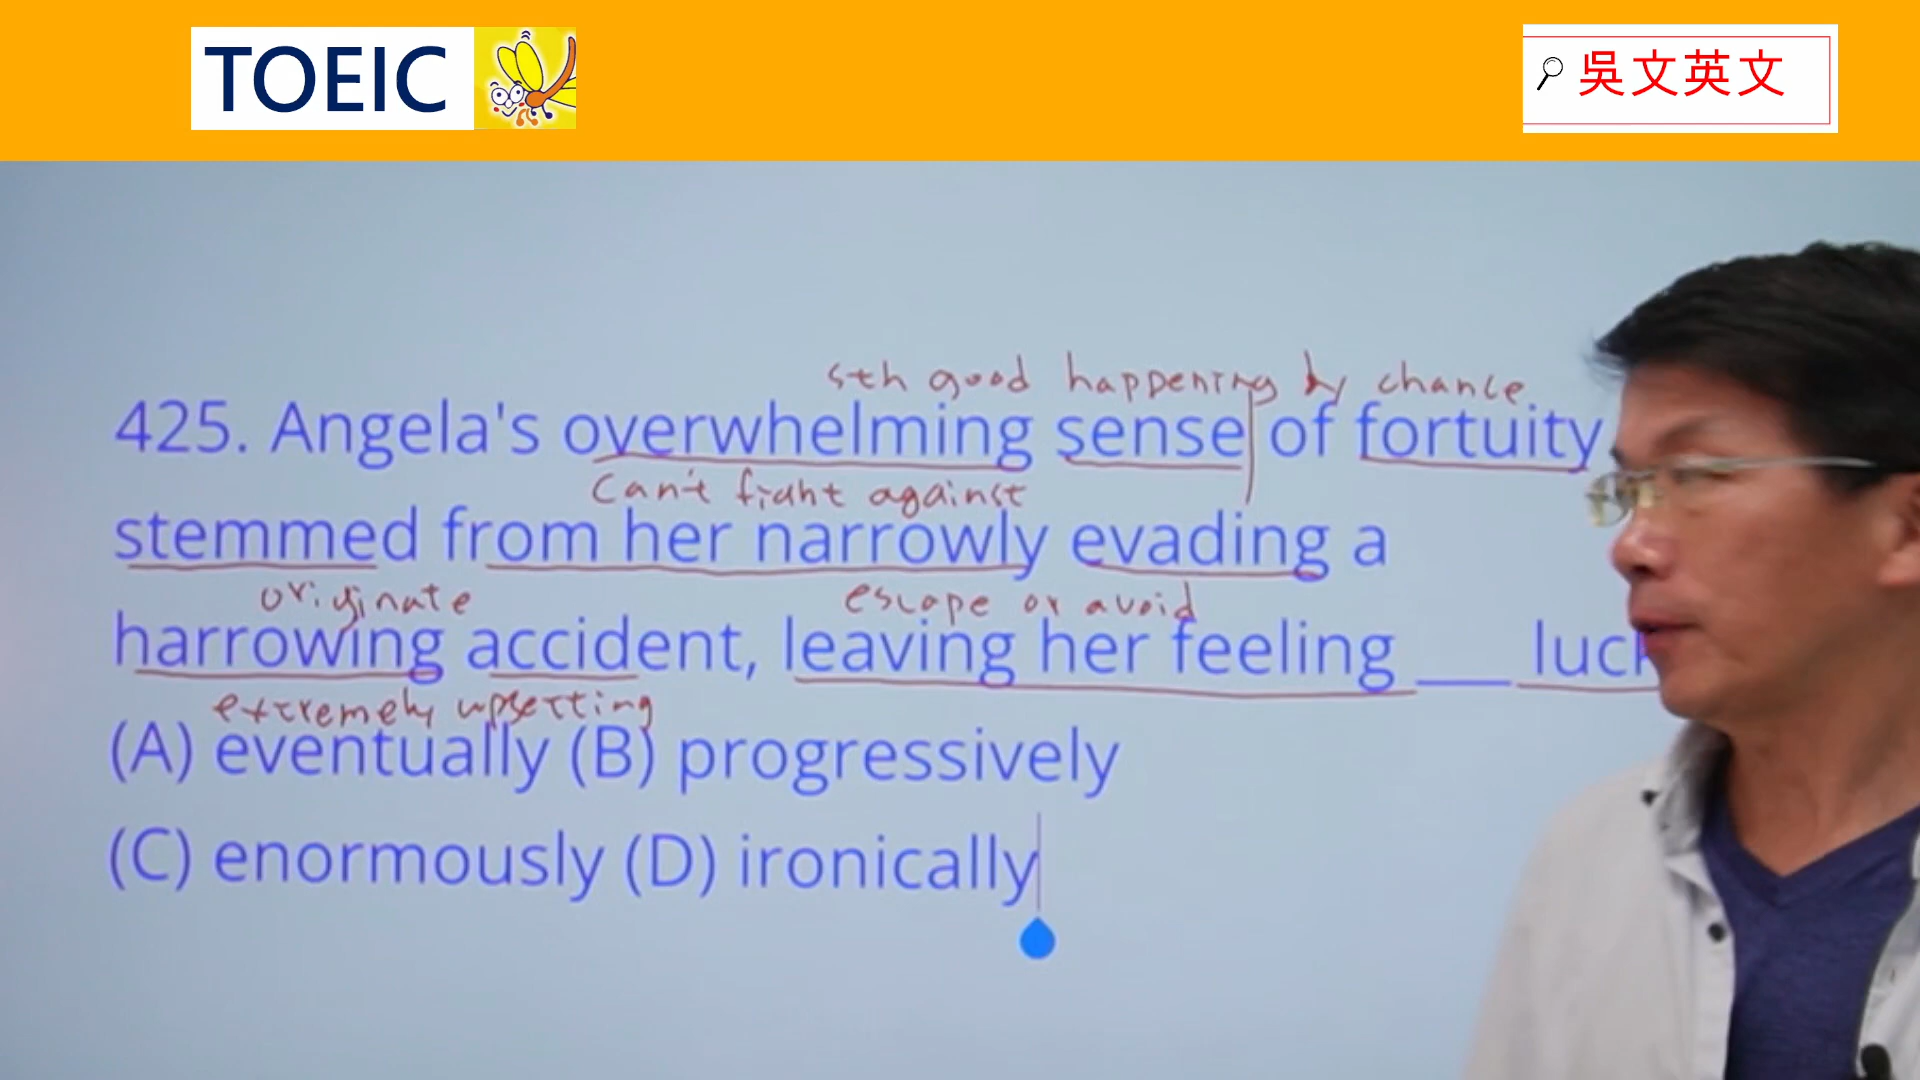 TOEIC
吳文英文
sth good happening by chance
425. Angela's overwhelming sense of fortuity
can't fight against
stemmed from her narrowly evading a
originate escape or avoid
harrowing accident, leaving her feeling ___ luck
extremely upsetting
(A) eventually (B) progressively
(C) enormously (D) ironically